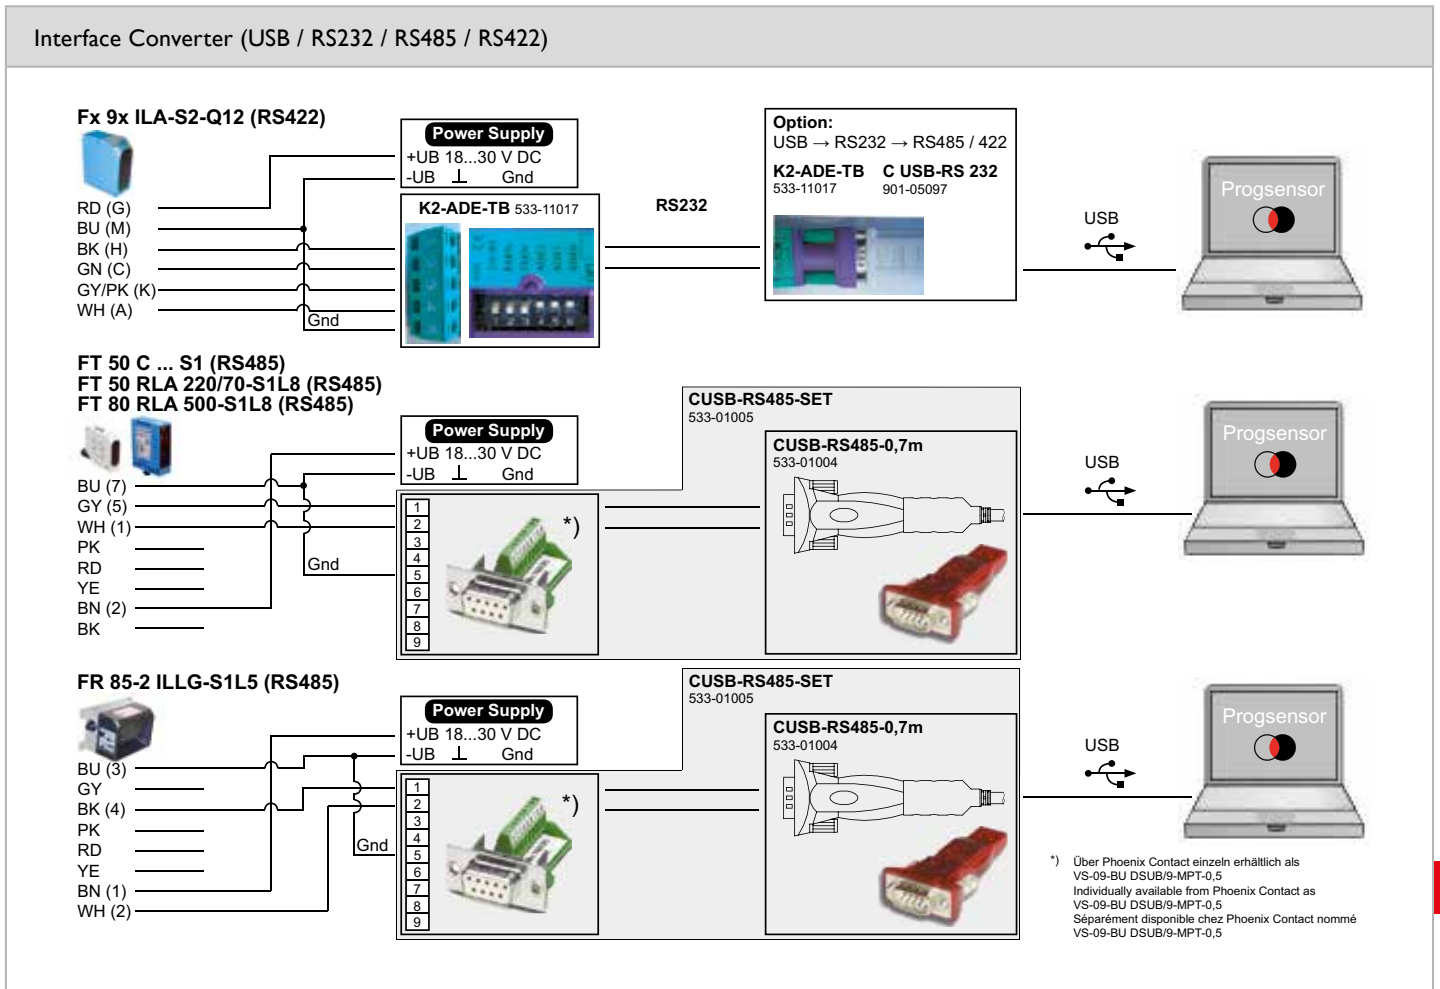 Interface Converter (USB / RS232 / RS485 / RS422)
Fx 9x ILA-S2-Q12 (RS422)
RD (G)
BU (M)
BK (H)
GN (C)
GY/PK (K)
WH (A)
Gnd
Power Supply
+UB 18...30 V DC
-UB ⊥ Gnd
K2-ADE-TB 533-11017
RS232
Option:
USB → RS232 → RS485 / 422
K2-ADE-TB C USB-RS 232
533-11017 901-05097
USB
Progsensor
FT 50 C ... S1 (RS485)
FT 50 RLA 220/70-S1L8 (RS485)
FT 80 RLA 500-S1L8 (RS485)
BU (7)
GY (5)
WH (1)
PK
RD
YE
BN (2)
BK
Gnd
Power Supply
+UB 18...30 V DC
-UB ⊥ Gnd
1
2
3
4
5
6
7
8
9
*)
CUSB-RS485-SET
533-01005
CUSB-RS485-0,7m
533-01004
USB
Progsensor
FR 85-2 ILLG-S1L5 (RS485)
BU (3)
GY
BK (4)
PK
RD
YE
BN (1)
WH (2)
Gnd
Power Supply
+UB 18...30 V DC
-UB ⊥ Gnd
1
2
3
4
5
6
7
8
9
*)
CUSB-RS485-SET
533-01005
CUSB-RS485-0,7m
533-01004
USB
Progsensor
*) Über Phoenix Contact einzeln erhältlich als
VS-09-BU DSUB/9-MPT-0,5
Individually available from Phoenix Contact as
VS-09-BU DSUB/9-MPT-0,5
Séparément disponible chez Phoenix Contact nommé
VS-09-BU DSUB/9-MPT-0,5